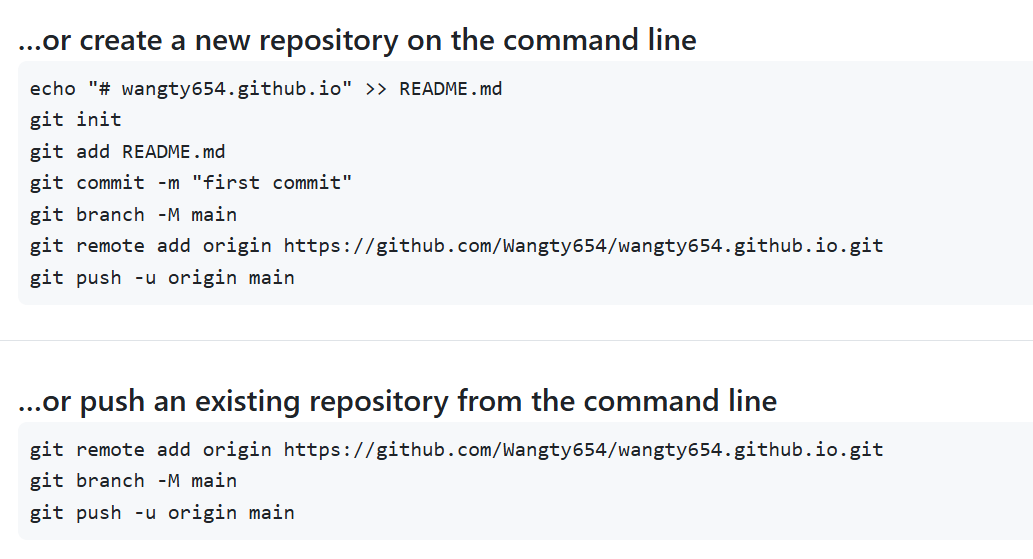 ...or create a new repository on the command line
echo "# wangty654.github.io" >> README.md
git init
git add README.md
git commit -m "first commit"
git branch -M main
git remote add origin https://github.com/Wangty654/wangty654.github.io.git
git push -u origin main
...or push an existing repository from the command line
git remote add origin https://github.com/Wangty654/wangty654.github.io.git
git branch -M main
git push -u origin main